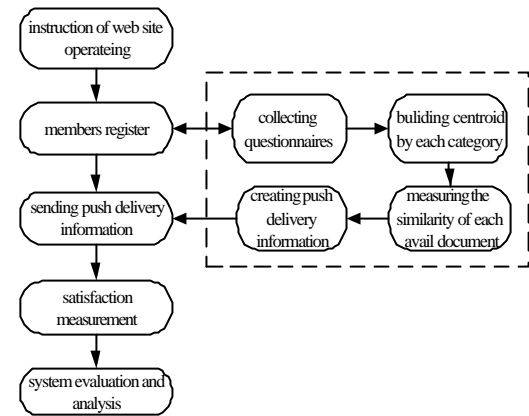 instruction of web site
operateing
members register
collecting
questionnaires
buliding centroid
by each category
sending push delivery
information
creating push
delivery
information
measuring the
similarity of each
avail document
satisfaction
measurement
system evaluation and
analysis